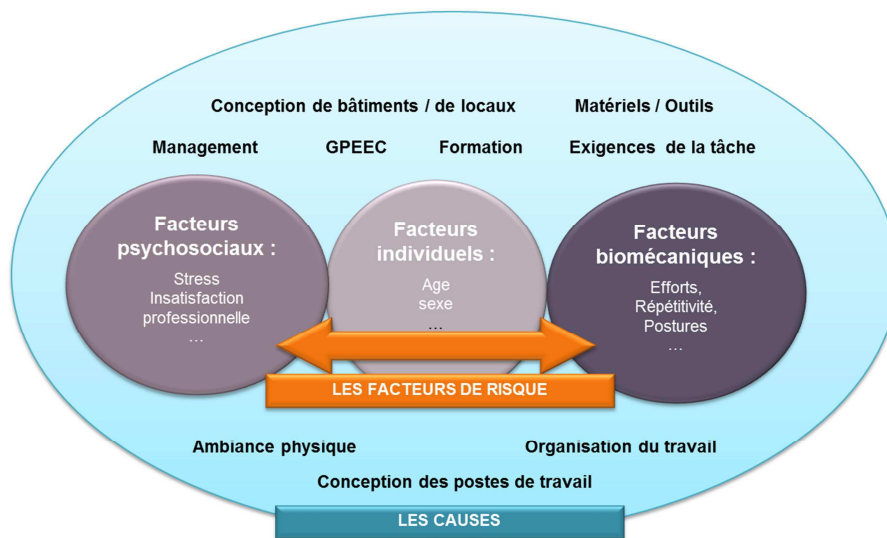 Conception de bâtiments / de locaux
Matériels / Outils
Management
GPEEC
Formation
Exigences de la tâche
Facteurs
psychosociaux :
Stress
Insatisfaction
professionnelle
...
Facteurs
individuels :
Age
sexe
...
Facteurs
biomécaniques :
Efforts,
Répétitivité,
Postures
...
LES FACTEURS DE RISQUE
Ambiance physique
Organisation du travail
Conception des postes de travail
LES CAUSES